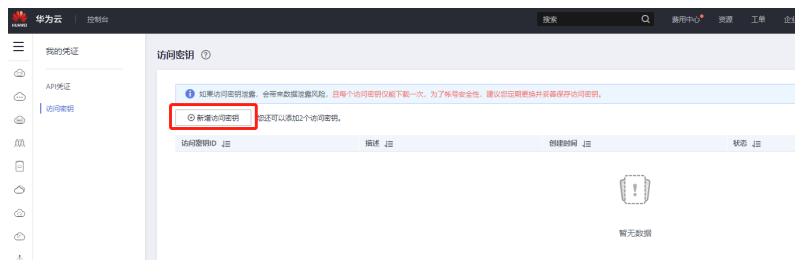 HUAWEI 华为云 控制台 搜索 费用中心 资源 工单 企业
我的凭证
访问密钥
API凭证
访问密钥
如果访问密钥泄露，会带来数据泄露风险，且每个访问密钥仅能下载一次，为了帐号安全性，建议您定期更换并妥善保存访问密钥。
新增访问密钥 您还可以添加2个访问密钥。
访问密钥ID 描述 创建时间 状态
暂无数据